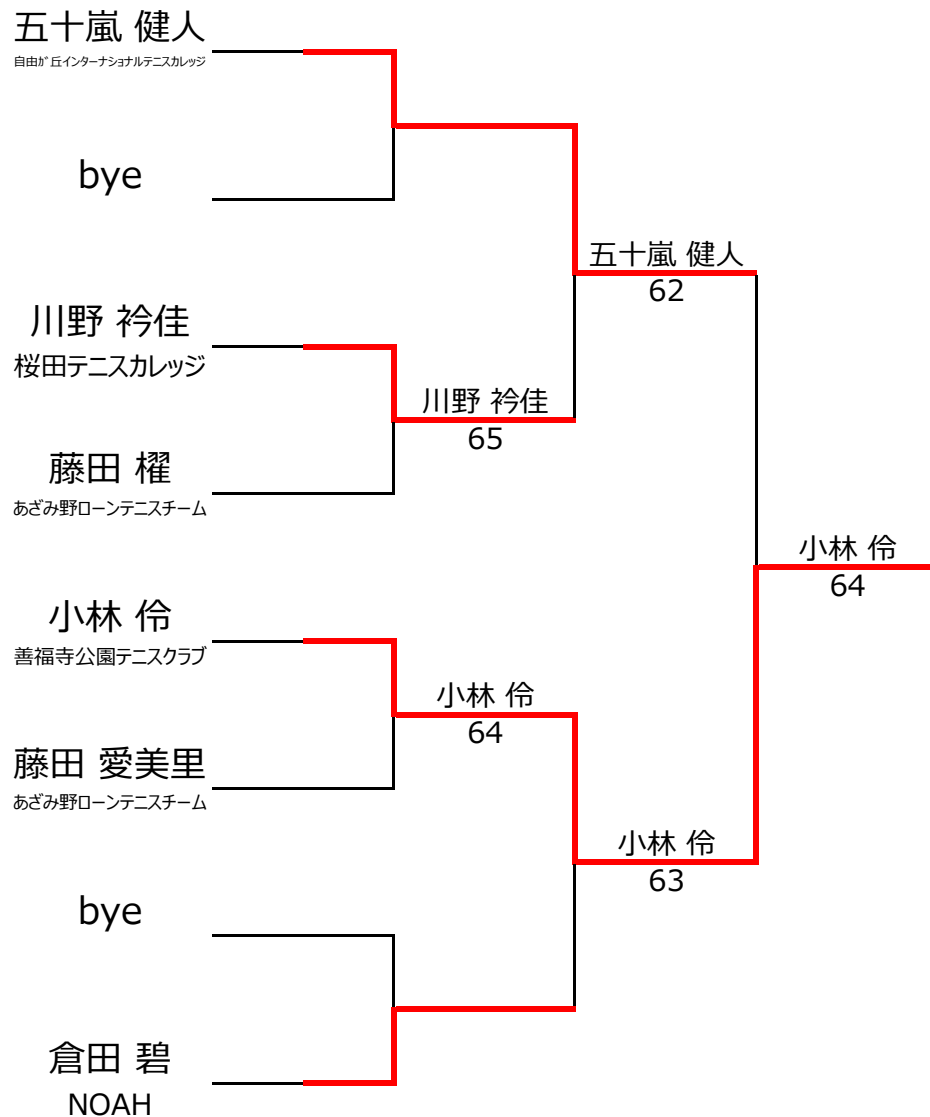 五十嵐 健人
自由が丘インターナショナルテニスカレッジ
bye
五十嵐 健人
62
川野 衿佳
桜田テニスカレッジ
川野 衿佳
65
藤田 櫂
あざみ野ローンテニスチーム
小林 伶
64
小林 伶
善福寺公園テニスクラブ
小林 伶
64
藤田 愛美里
あざみ野ローンテニスチーム
小林 伶
63
bye
倉田 碧
NOAH